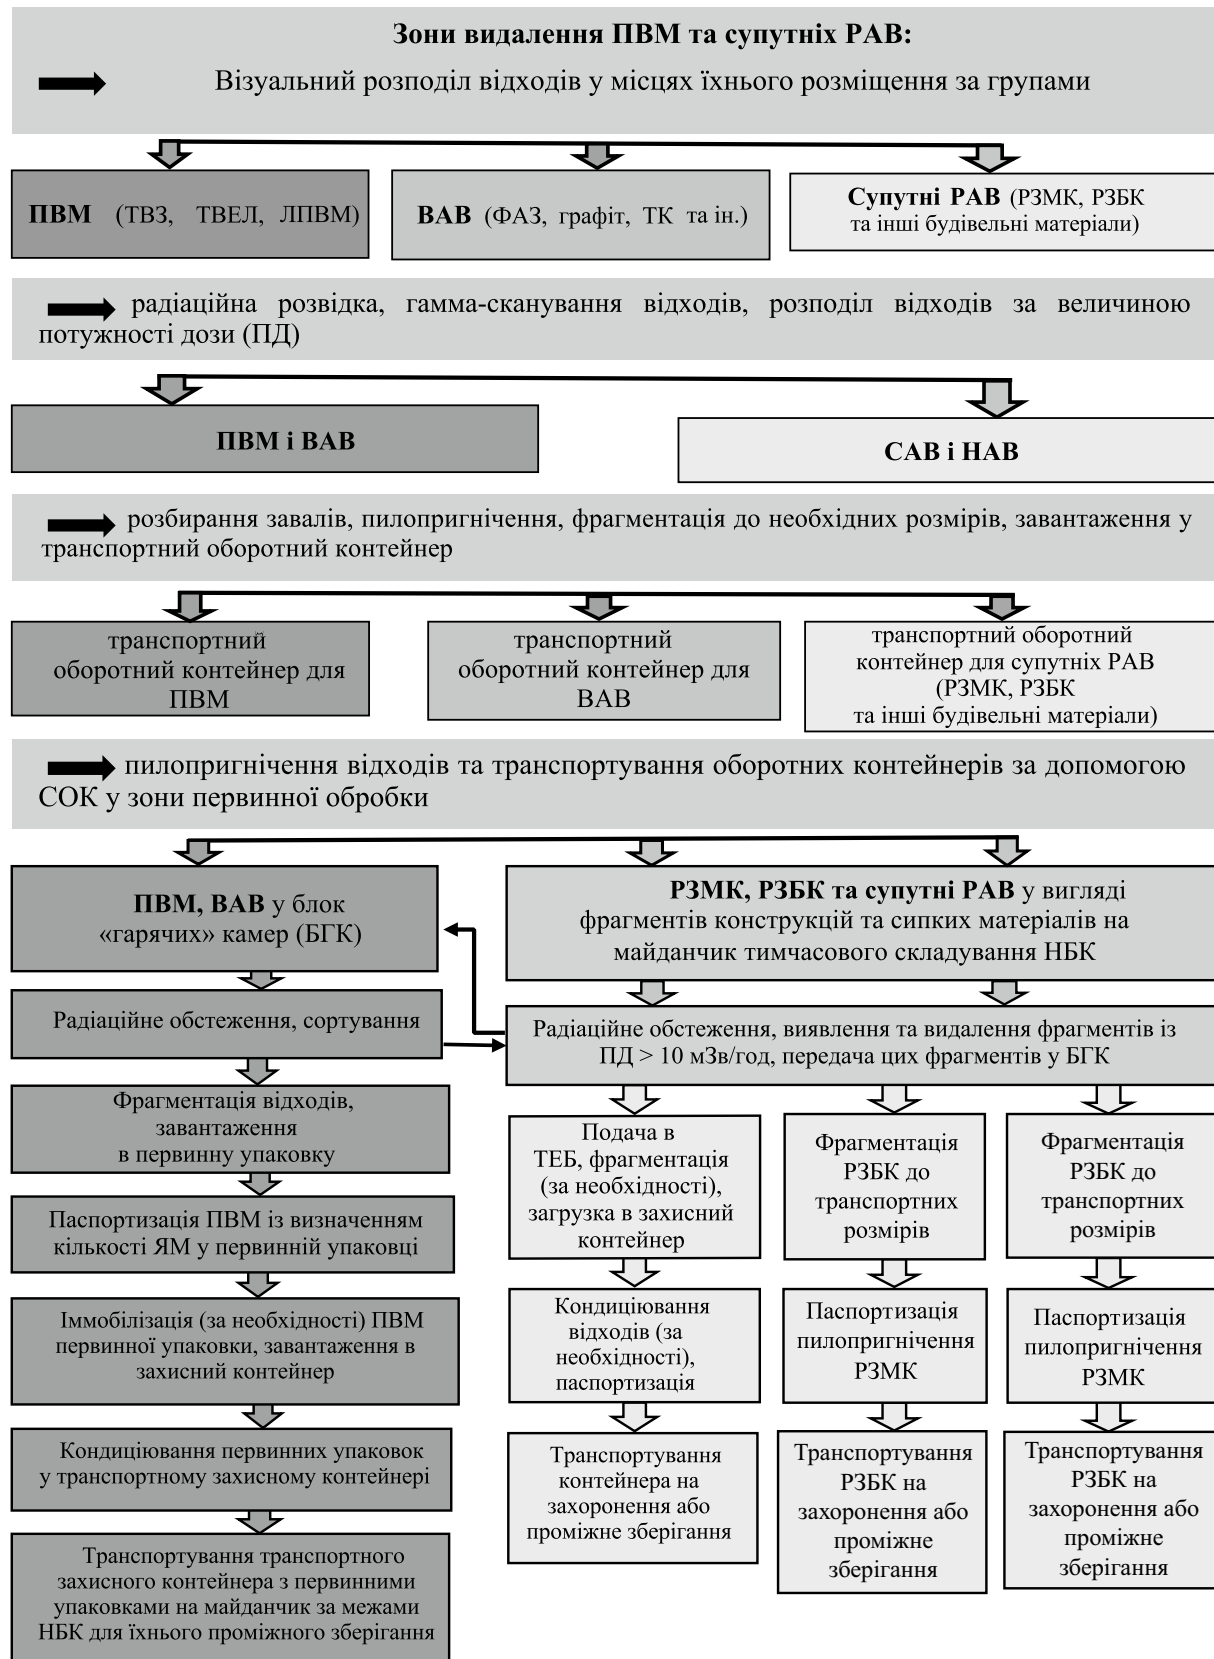 Зони видалення ПВМ та супутніх РАВ:
Візуальний розподіл відходів у місцях їхнього розміщення за групами
ПВМ (ТВЗ, ТВЕЛ, ЛПВМ)
ВАВ (ФАЗ, графіт, ТК та ін.)
Супутні РАВ (РЗМК, РЗБК
та інші будівельні матеріали)
радіаційна розвідка, гамма-сканування відходів, розподіл відходів за величиною
потужності дози (ПД)
ПВМ і ВАВ
САВ і НАВ
розбирання завалів, пилопригнічення, фрагментація до необхідних розмірів, завантаження у
транспортний оборотний контейнер
транспортний
оборотний контейнер для
ПВМ
транспортний
оборотний контейнер для
ВАВ
транспортний оборотний
контейнер для супутніх РАВ
(РЗМК, РЗБК
та інші будівельні матеріали)
пилопригнічення відходів та транспортування оборотних контейнерів за допомогою
СОК у зони первинної обробки
ПВМ, ВАВ у блок
«гарячих» камер (БГК)
РЗМК, РЗБК та супутні РАВ у вигляді
фрагментів конструкцій та сипких матеріалів на
майданчик тимчасового складування НБК
Радіаційне обстеження, сортування
Радіаційне обстеження, виявлення та видалення фрагментів із
ПД > 10 мЗв/год, передача цих фрагментів у БГК
Фрагментація відходів,
завантаження
в первинну упаковку
Паспортизація ПВМ із визначенням
кількості ЯМ у первинній упаковці
Іммобілізація (за необхідності) ПВМ
первинної упаковки, завантаження в
захисний контейнер
Кондиціювання первинних упаковок
у транспортному захисному контейнері
Транспортування транспортного
захисного контейнера з первинними
упаковками на майданчик за межами
НБК для їхнього проміжного зберігання
Подача в
ТЕБ, фрагментація
(за необхідності),
загрузка в захисний
контейнер
Кондиціювання
відходів (за
необхідності),
паспортизація
Транспортування
контейнера на
захоронення або
проміжне зберігання
Фрагментація
РЗБК до
транспортних
розмірів
Паспортизація
пилопригнічення
РЗМК
Транспортування
РЗБК на
захоронення або
проміжне
зберігання
Фрагментація
РЗБК до
транспортних
розмірів
Паспортизація
пилопригнічення
РЗМК
Транспортування
РЗБК на
захоронення або
проміжне
зберігання